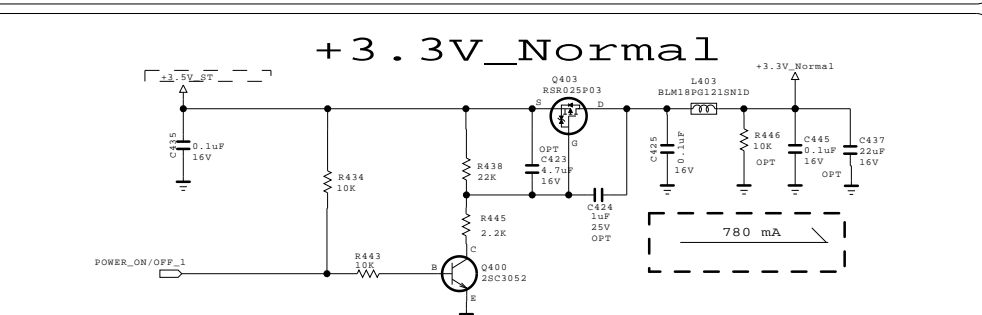 +3.3V_Normal
+3.5V_ST
Q403
RSR025P03
S
D
G
L403
BLM18PG121SN1D
+3.3V_Normal
C435
0.1uF
16V
R434
10K
R438
22K
OPT
C423
4.7uF
16V
C424
1uF
25V
OPT
C425
0.1uF
16V
R446
10K
OPT
C445
0.1uF
16V
C437
22uF
16V
OPT
R445
2.2K
780 mA
POWER_ON/OFF_1
R443
10K
B
C
E
Q400
2SC3052